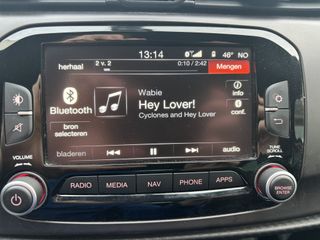 13:14 46° NO
herhaal 2 v. 2 0:10 / 2:42 Mengen
Wabie
Hey Lover!
Cyclones and Hey Lover!
Bluetooth
info
conf.
bron
selecteren
bladeren audio
VOLUME
TUNE
SCROLL
RADIO MEDIA NAV PHONE APPS
BROWSE
ENTER